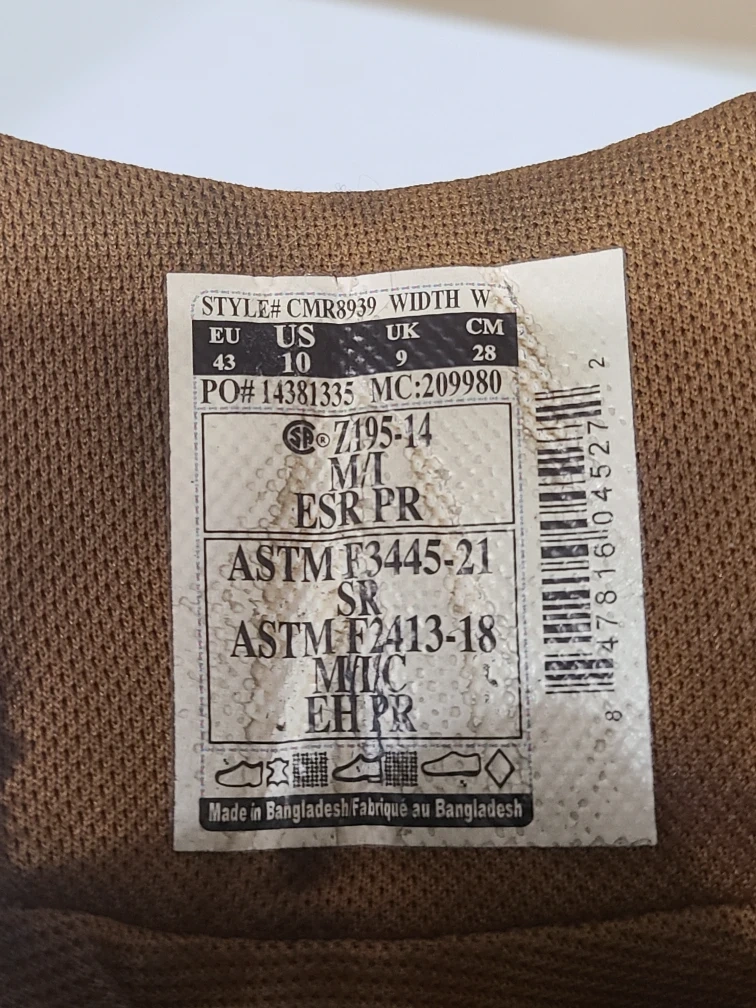 STYLE# CMR8939 WIDTH W
EU US UK CM
43 10 9 28
PO# 14381335 MC:209980
SA ® Z195-14
M/I
ESR PR
ASTM F3445-21
SR
ASTM F2413-18
M/I/C
EH PR
Made in Bangladesh/Fabriqué au Bangladesh
8 47816 04527 2